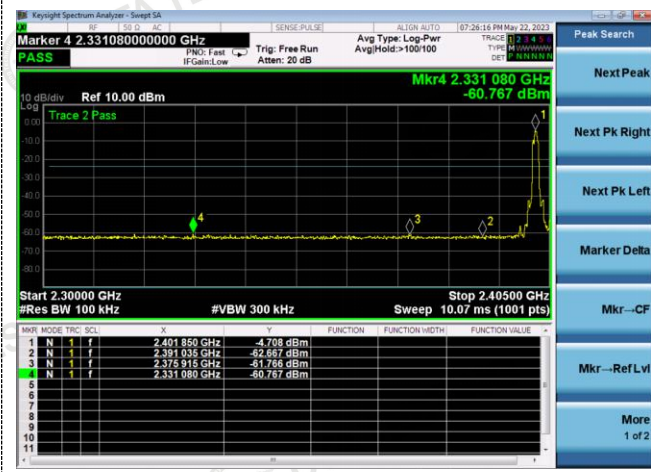 Keysight Spectrum Analyzer - Swept SA
RF 50 Ω AC SENSE:PULSE ALIGN AUTO 07:26:16 PM May 22, 2023
Marker 4 2.331080000000 GHz
PASS
PNO: Fast
IFGain:Low
Trig: Free Run
Atten: 20 dB
Avg Type: Log-Pwr
Avg|Hold:>100/100
TRACE 1 2 3 4 5 6
TYPE M WWWWW
DET P NNNNN
Peak Search
Mkr4 2.331 080 GHz
-60.767 dBm
10 dB/div Ref 10.00 dBm
Log
Trace 2 Pass
0.00
-10.0
-20.0
-30.0
-40.0
-50.0
-60.0
-70.0
-80.0
1
2
3
4
Start 2.30000 GHz Stop 2.40500 GHz
#Res BW 100 kHz #VBW 300 kHz Sweep 10.07 ms (1001 pts)
MKR MODE TRC SCL X Y FUNCTION FUNCTION WIDTH FUNCTION VALUE
1 N 1 f 2.401 850 GHz -4.708 dBm
2 N 1 f 2.391 035 GHz -62.667 dBm
3 N 1 f 2.375 915 GHz -61.766 dBm
4 N 1 f 2.331 080 GHz -60.767 dBm
5
6
7
8
9
10
11
Next Peak
Next Pk Right
Next Pk Left
Marker Delta
Mkr→CF
Mkr→Ref Lvl
More
1 of 2